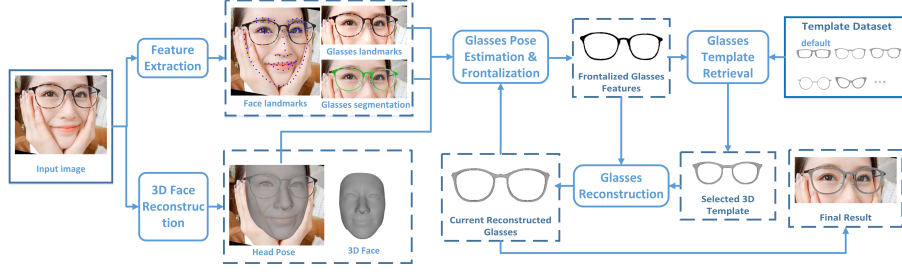 Input image
Feature
Extraction
3D Face
Reconstruc
tion
Face landmarks
Glasses landmarks
Glasses segmentation
Head Pose
3D Face
Glasses Pose
Estimation &
Frontalization
Frontalized Glasses
Features
Glasses
Template
Retrieval
Template Dataset
default
...
Current Reconstructed
Glasses
Glasses
Reconstruction
Selected 3D
Template
Final Result